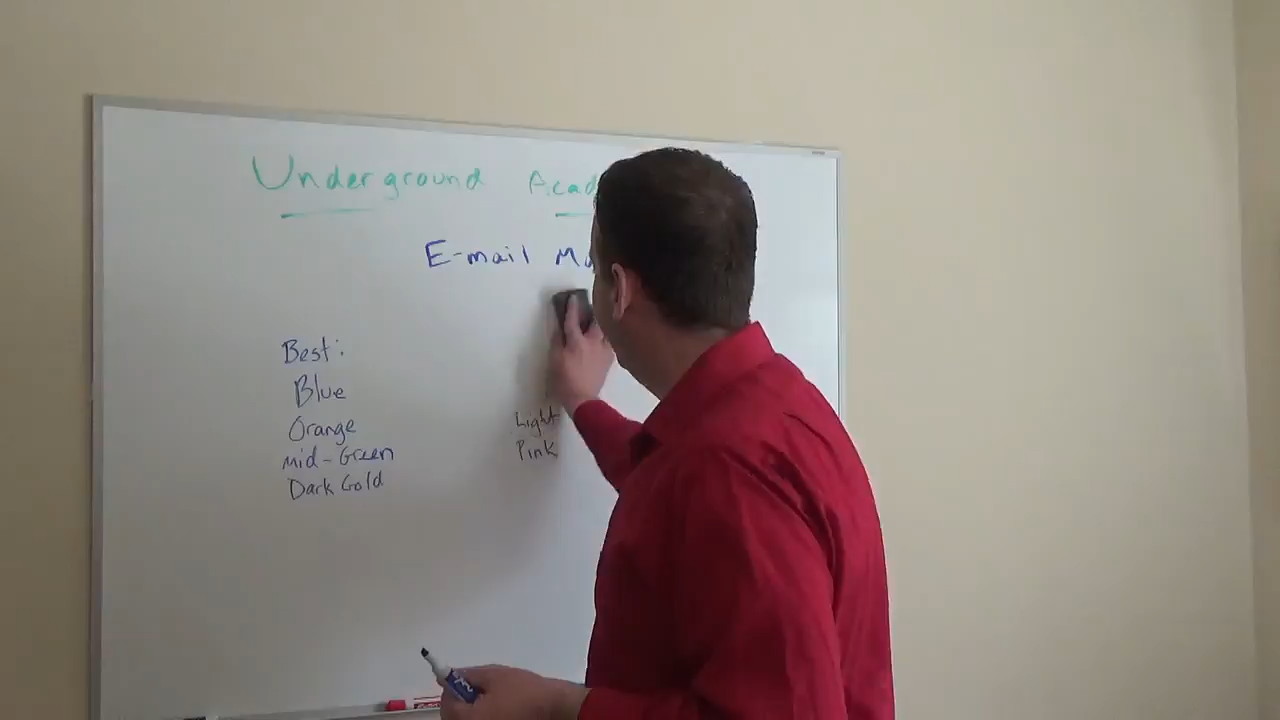 Underground
E-mail
Best:
Blue
Orange
Mid-Green
Dark Gold
Light
Pink